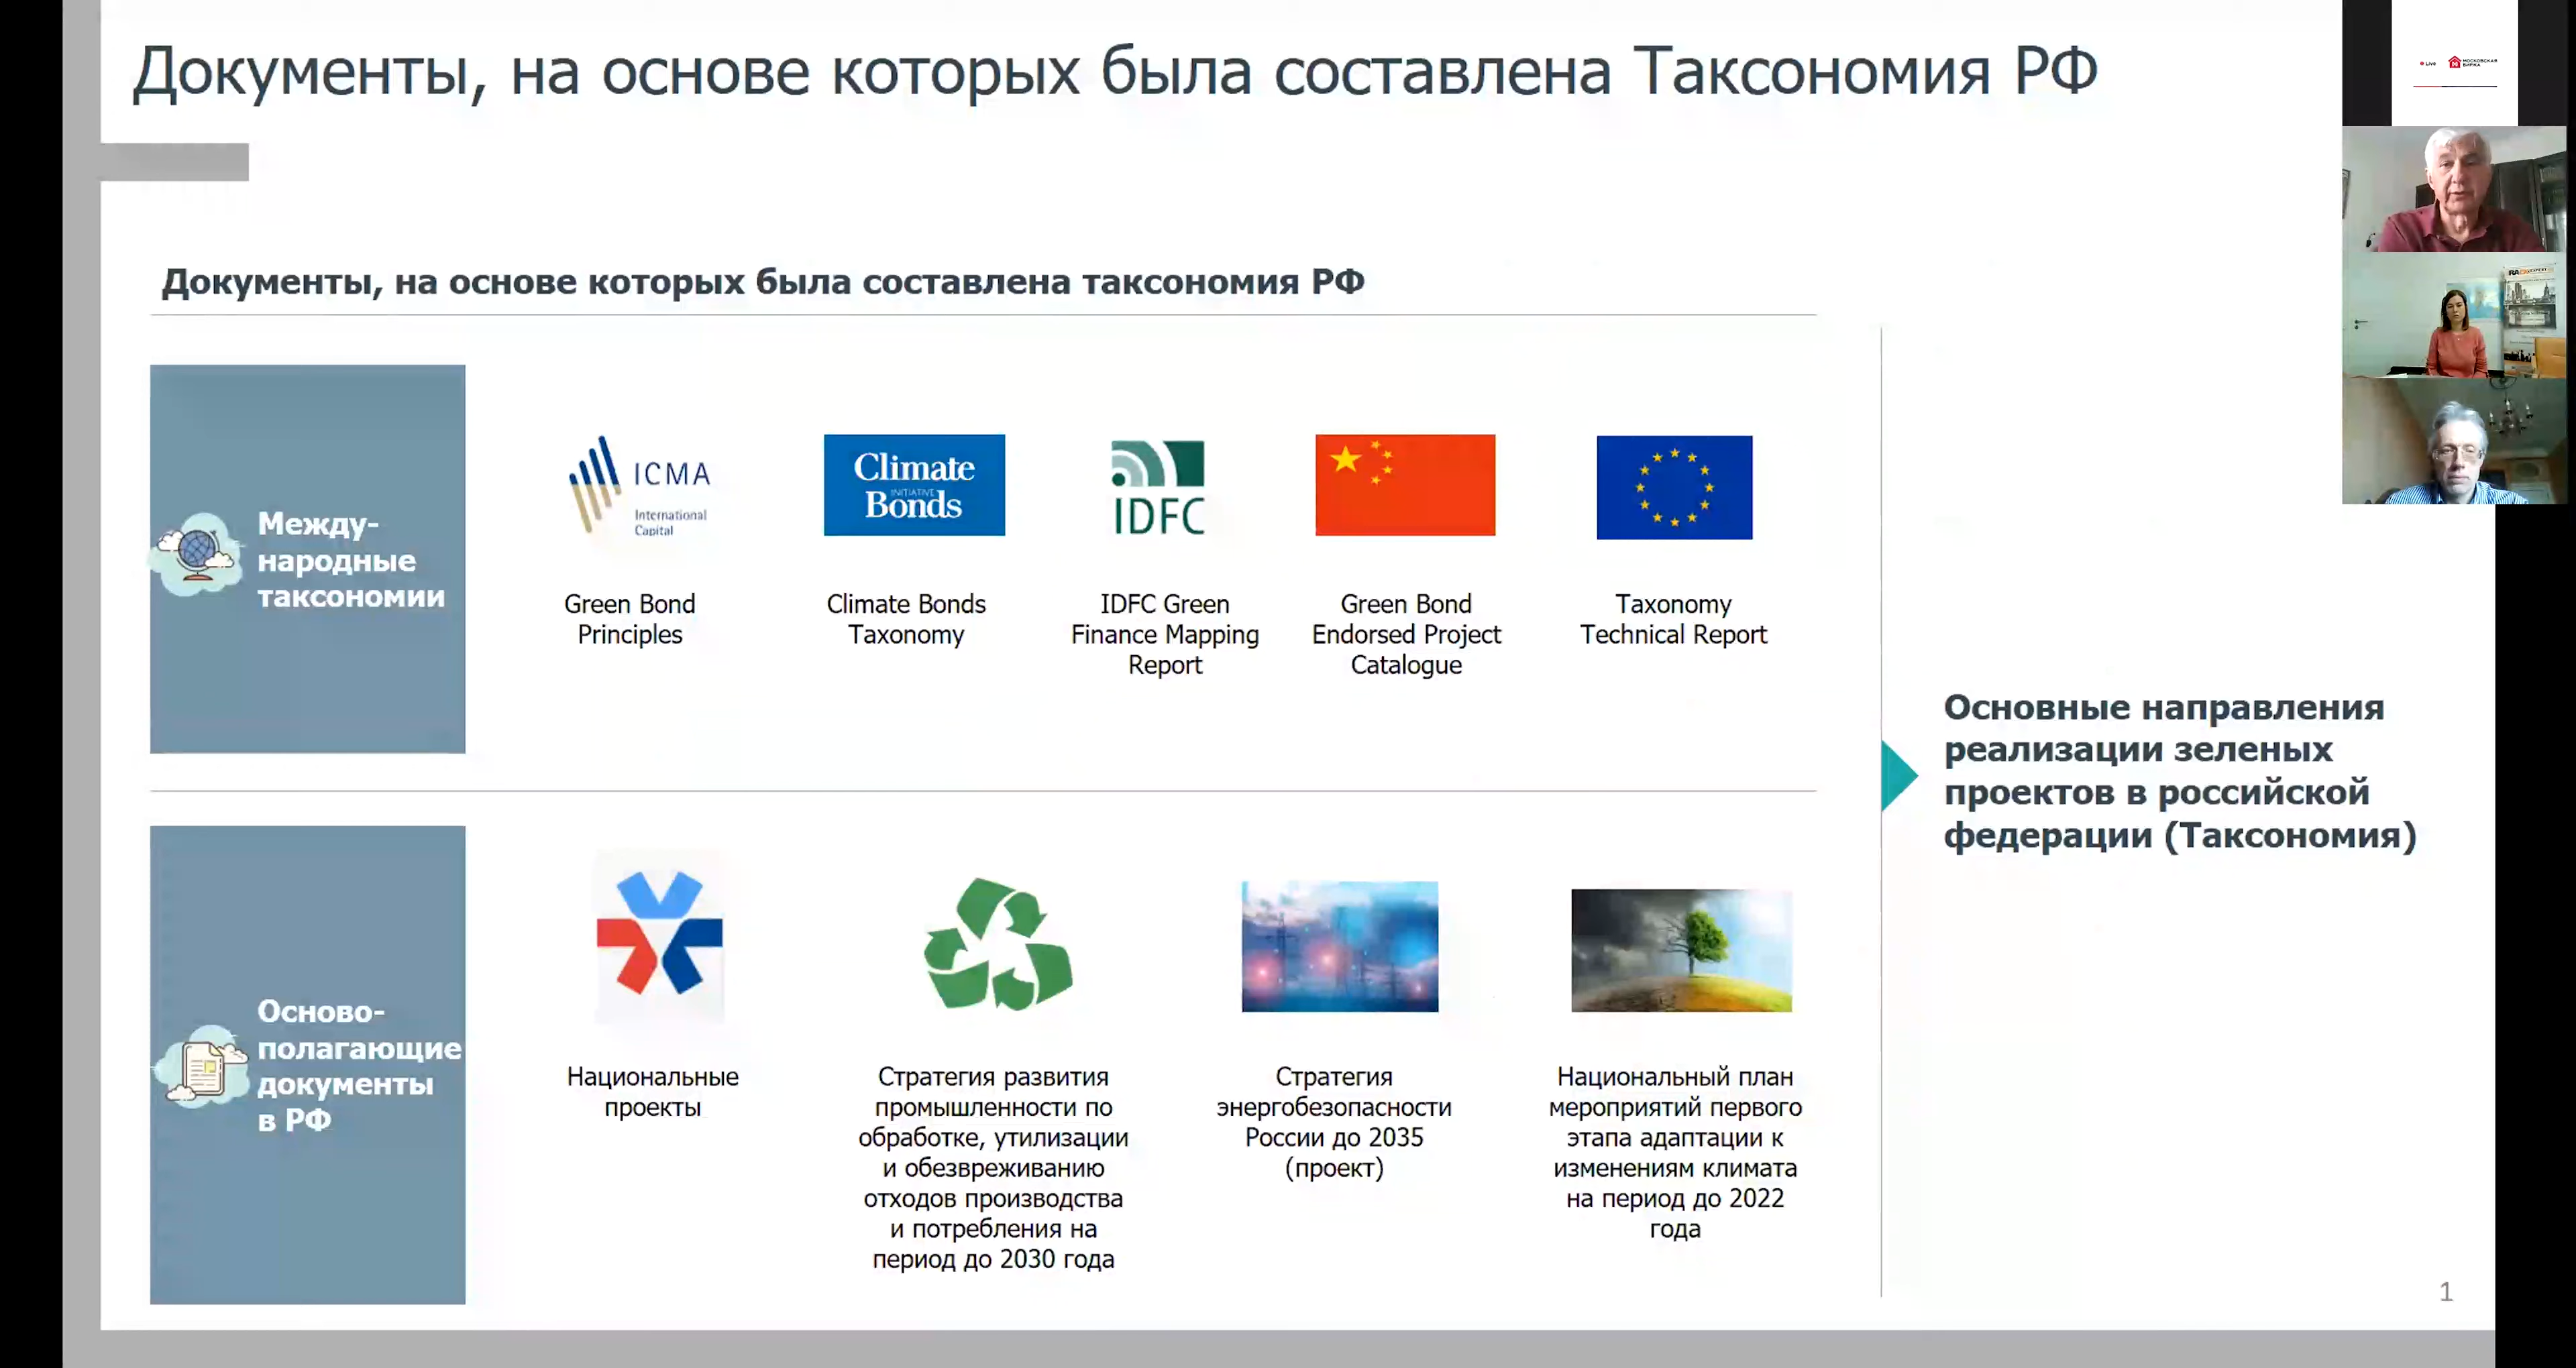 Документы, на основе которых была составлена Таксономия РФ
Live
МОСКОВСКАЯ
БИРЖА
Документы, на основе которых была составлена таксономия РФ
Между-
народные
таксономии
ICMA
International
Capital
Green Bond
Principles
Climate
INITIATIVE
Bonds
Climate Bonds
Taxonomy
IDFC
IDFC Green
Finance Mapping
Report
Green Bond
Endorsed Project
Catalogue
Taxonomy
Technical Report
Основные направления
реализации зеленых
проектов в российской
федерации (Таксономия)
Осново-
полагающие
документы
в РФ
Национальные
проекты
Стратегия развития
промышленности по
обработке, утилизации
и обезвреживанию
отходов производства
и потребления на
период до 2030 года
Стратегия
энергобезопасности
России до 2035
(проект)
Национальный план
мероприятий первого
этапа адаптации к
изменениям климата
на период до 2022
года
1